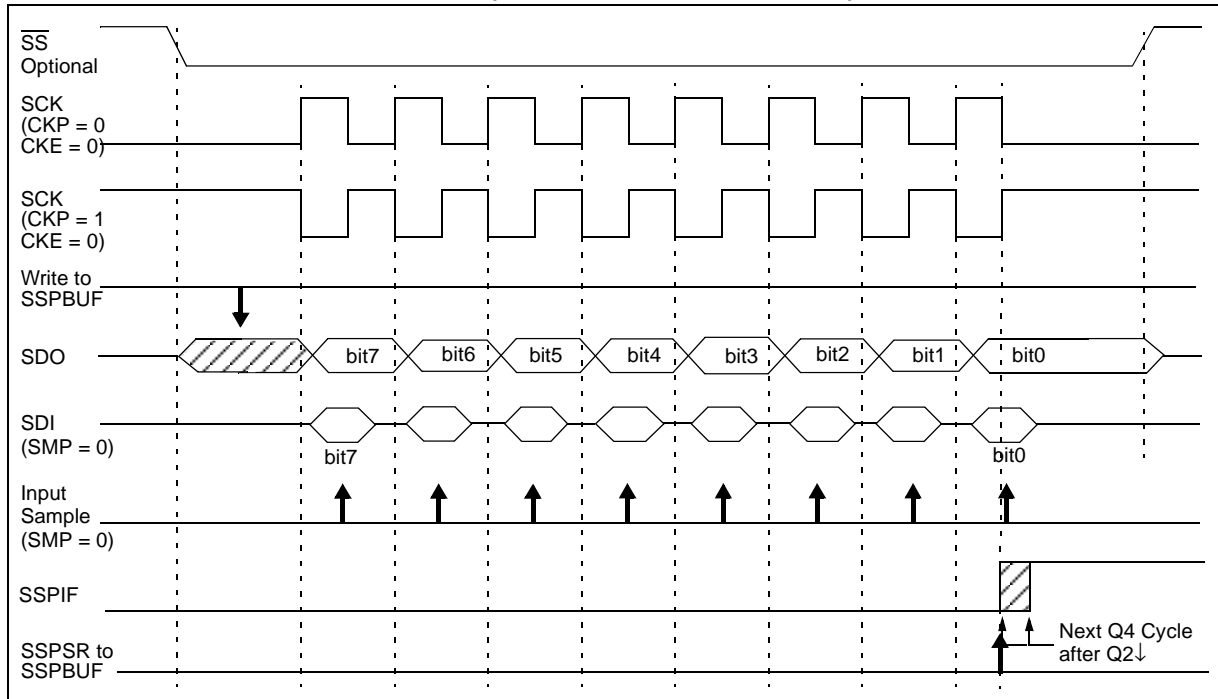 SS
Optional
SCK
(CKP = 0
CKE = 0)
SCK
(CKP = 1
CKE = 0)
Write to
SSPBUF
SDO
bit7 bit6 bit5 bit4 bit3 bit2 bit1 bit0
SDI
(SMP = 0)
bit7 bit0
Input
Sample
(SMP = 0)
SSPIF
Next Q4 Cycle
after Q2↓
SSPSR to
SSPBUF